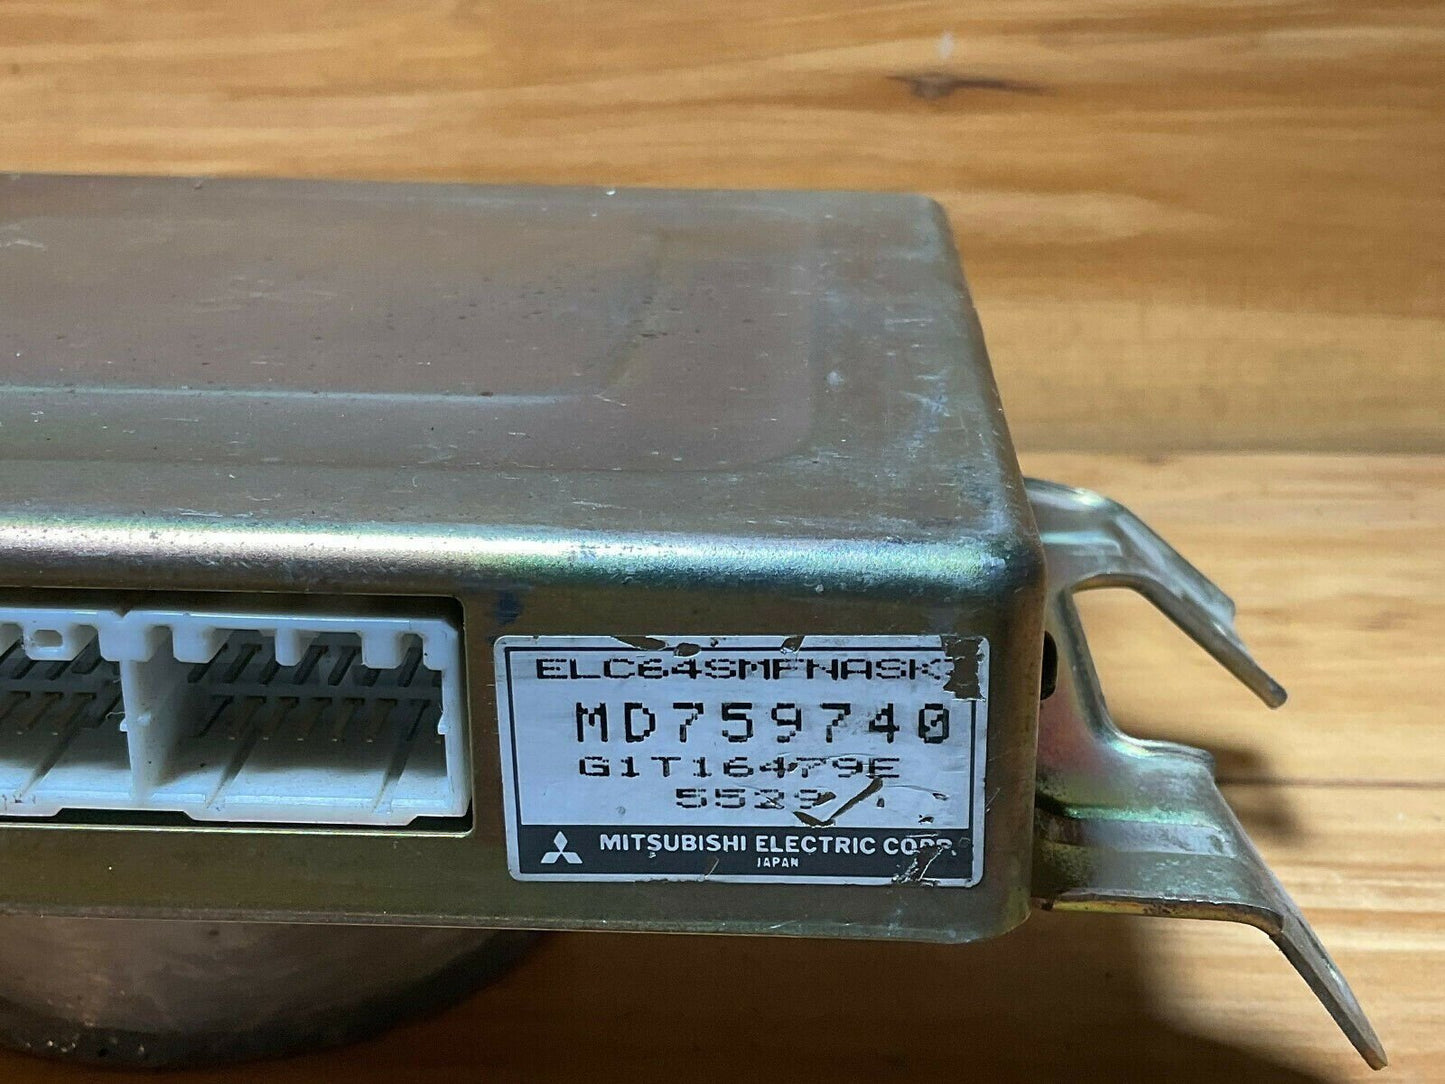 ELC64SMFNASK
MD759740
G1T16479E
5529
MITSUBISHI ELECTRIC CORP.
JAPAN